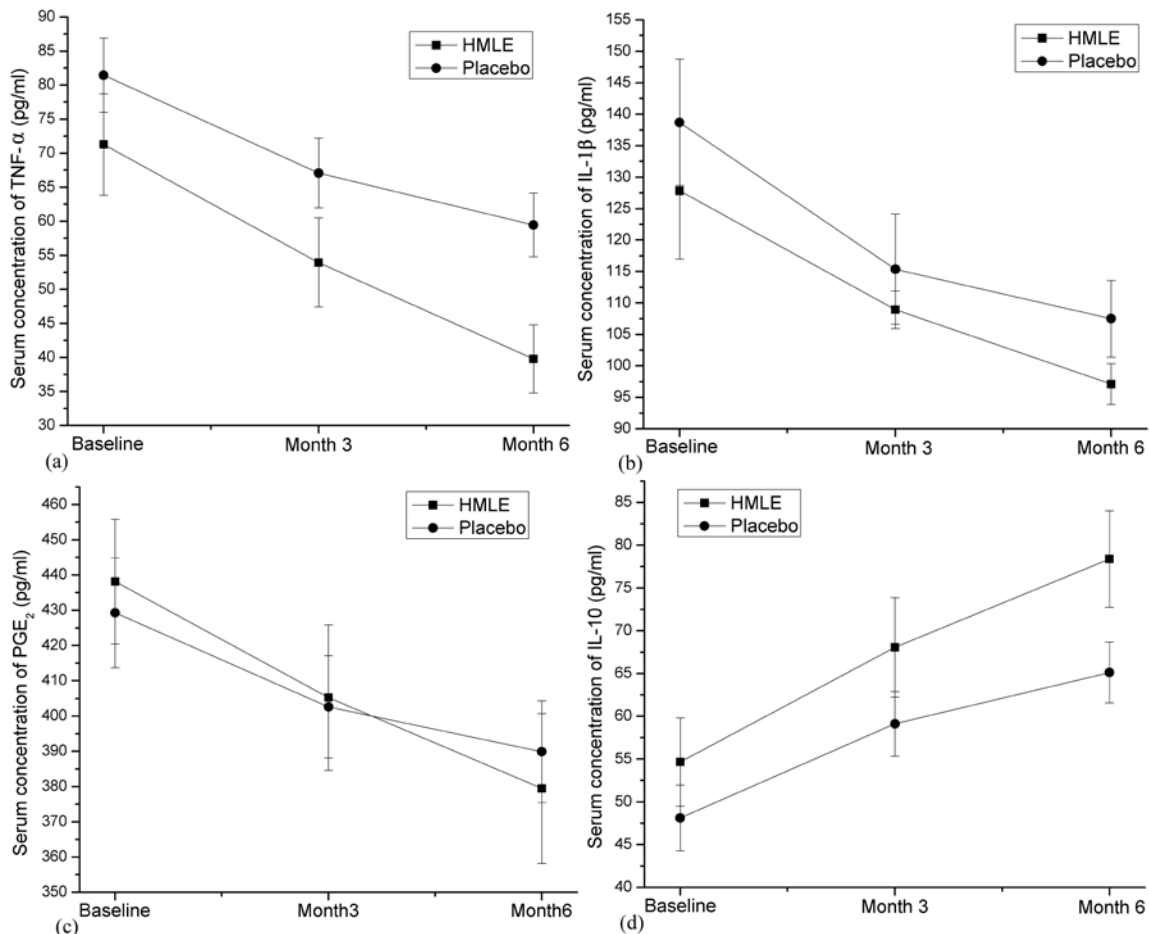 Serum concentration of TNF-α (pg/ml)
90
85
80
75
70
65
60
55
50
45
40
35
30
HMLE
Placebo
Baseline
Month 3
Month 6
(a)
Serum concentration of IL-1β (pg/ml)
155
150
145
140
135
130
125
120
115
110
105
100
95
90
HMLE
Placebo
Baseline
Month 3
Month 6
(b)
Serum concentration of PGE₂ (pg/ml)
460
450
440
430
420
410
400
390
380
370
360
350
HMLE
Placebo
Baseline
Month3
Month6
(c)
Serum concentration of IL-10 (pg/ml)
85
80
75
70
65
60
55
50
45
40
HMLE
Placebo
Baseline
Month 3
Month 6
(d)